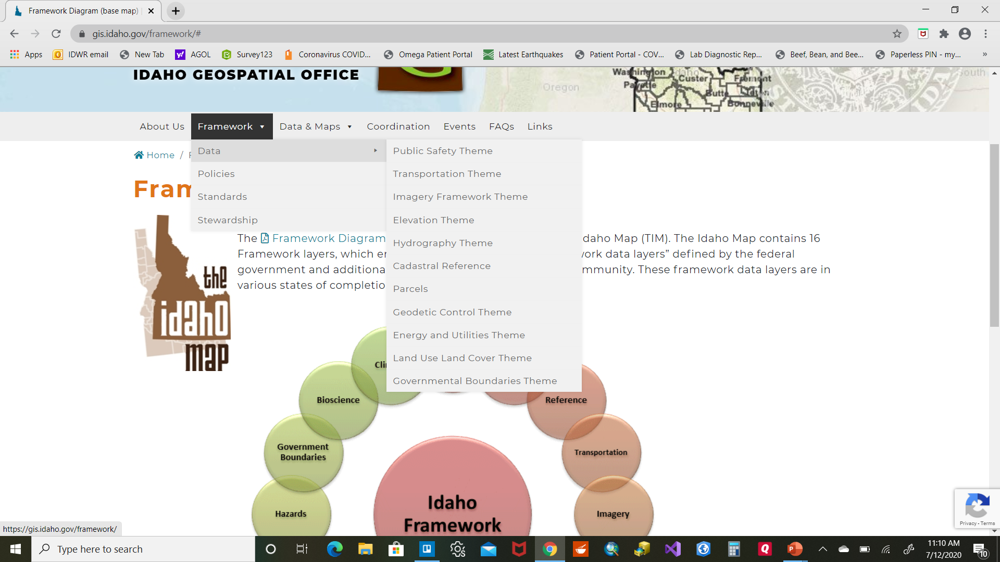 Framework Diagram (base map)
gis.idaho.gov/framework/#
Apps
IDWR email
New Tab
AGOL
Survey123
Coronavirus COVID...
Omega Patient Portal
Latest Earthquakes
Patient Portal - COV...
Lab Diagnostic Rep...
Beef, Bean, and Bee...
Paperless PIN - my...
»
IDAHO GEOSPATIAL OFFICE
Oregon
Washington
Idaho
Payette
Custer
Fremont
Butte
Teton
Elmore
Bonneville
South
About Us
Framework
Data & Maps
Coordination
Events
FAQs
Links
Home /
Data
Policies
Standards
Stewardship
Public Safety Theme
Transportation Theme
Imagery Framework Theme
Elevation Theme
Hydrography Theme
Cadastral Reference
Parcels
Geodetic Control Theme
Energy and Utilities Theme
Land Use Land Cover Theme
Governmental Boundaries Theme
Fram
The Framework Diagram daho Map (TIM). The Idaho Map contains 16
Framework layers, which er ork data layers” defined by the federal
government and additiona mmunity. These framework data layers are in
various states of completio
the
idaho
map
Cli
Bioscience
Reference
Government
Boundaries
Transportation
Hazards
Imagery
Idaho
Framework
Privacy - Terms
https://gis.idaho.gov/framework/
Type here to search
11:10 AM
7/12/2020
10